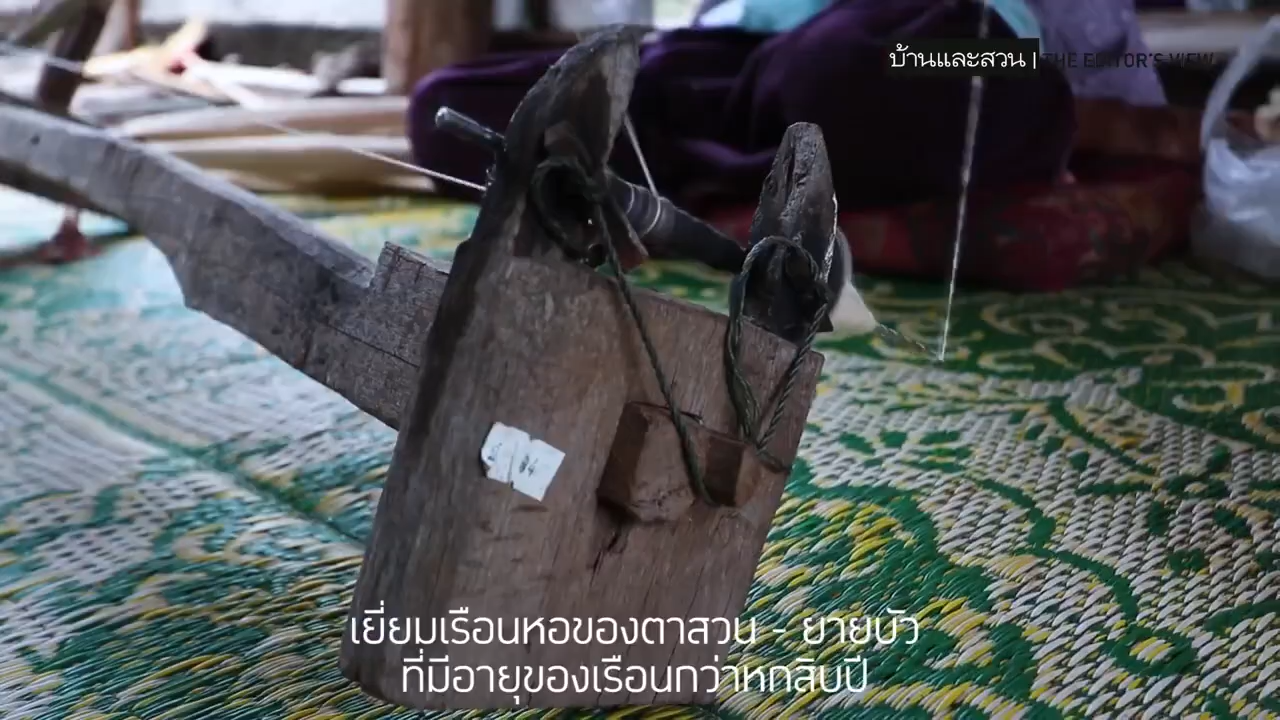 บ้านและสวน | THE EDITOR'S VIEW
เยี่ยมเรือนหอของตาสวน - ยายบัว
ที่มีอายุของเรือนกว่าหกสิบปี